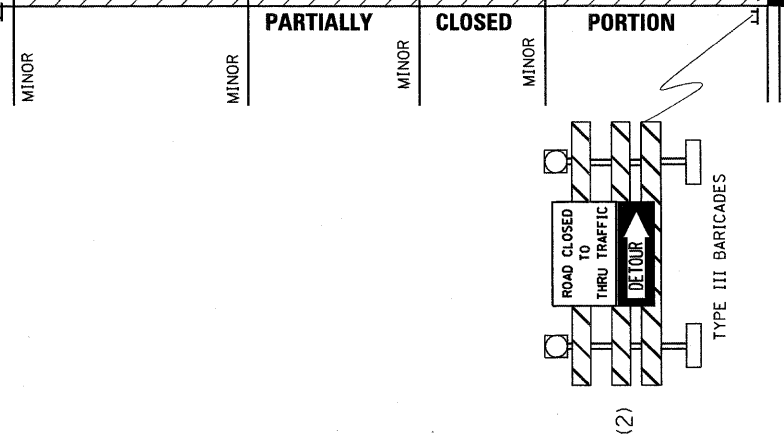 PARTIALLY CLOSED PORTION
MINOR
MINOR
MINOR
MINOR
ROAD CLOSED
TO
THRU TRAFFIC
DETOUR
TYPE III BARICADES
(2)